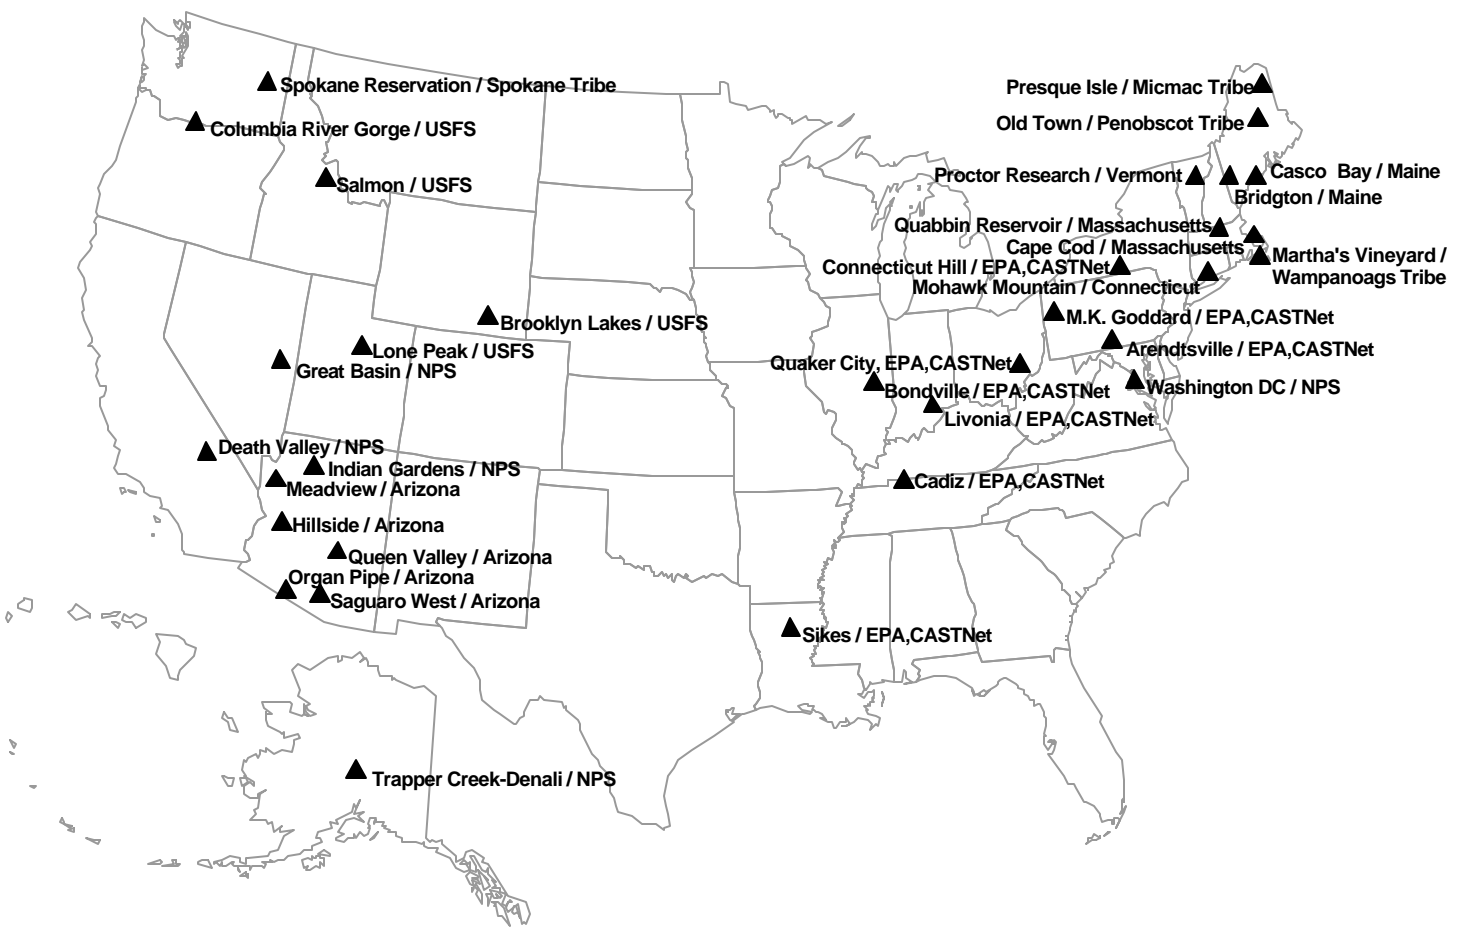 Spokane Reservation / Spokane Tribe
Presque Isle / Micmac Tribe
Columbia River Gorge / USFS
Old Town / Penobscot Tribe
Salmon / USFS
Proctor Research / Vermont
Casco Bay / Maine
Bridgton / Maine
Quabbin Reservoir / Massachusetts
Cape Cod / Massachusetts
Martha's Vineyard /
Wampanoags Tribe
Connecticut Hill / EPA,CASTNet
Mohawk Mountain / Connecticut
Brooklyn Lakes / USFS
M.K. Goddard / EPA,CASTNet
Lone Peak / USFS
Arendtsville / EPA,CASTNet
Great Basin / NPS
Quaker City, EPA,CASTNet
Bondville / EPA,CASTNet
Washington DC / NPS
Livonia / EPA,CASTNet
Death Valley / NPS
Indian Gardens / NPS
Meadview / Arizona
Cadiz / EPA,CASTNet
Hillside / Arizona
Queen Valley / Arizona
Organ Pipe / Arizona
Saguaro West / Arizona
Sikes / EPA,CASTNet
Trapper Creek-Denali / NPS